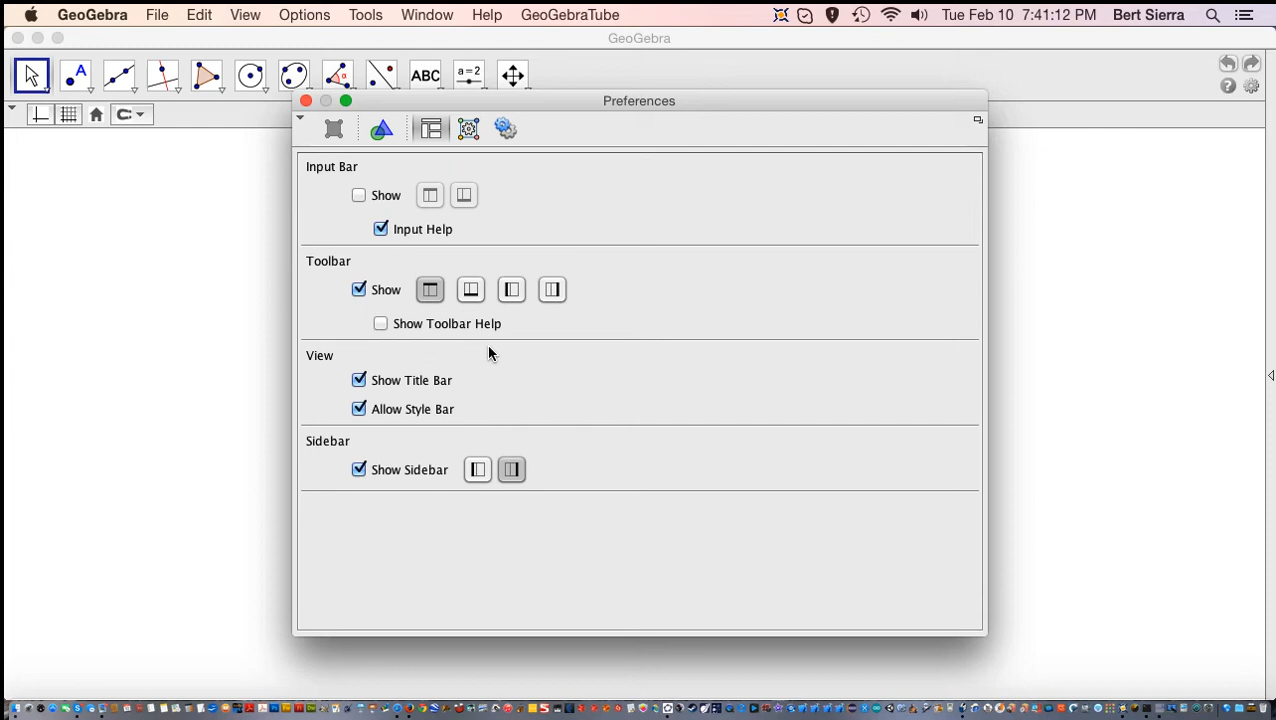 GeoGebra File Edit View Options Tools Window Help GeoGebraTube Tue Feb 10 7:41:12 PM Bert Sierra
GeoGebra
A ABC a=2
Preferences
Input Bar
Show
Input Help
Toolbar
Show
Show Toolbar Help
View
Show Title Bar
Allow Style Bar
Sidebar
Show Sidebar